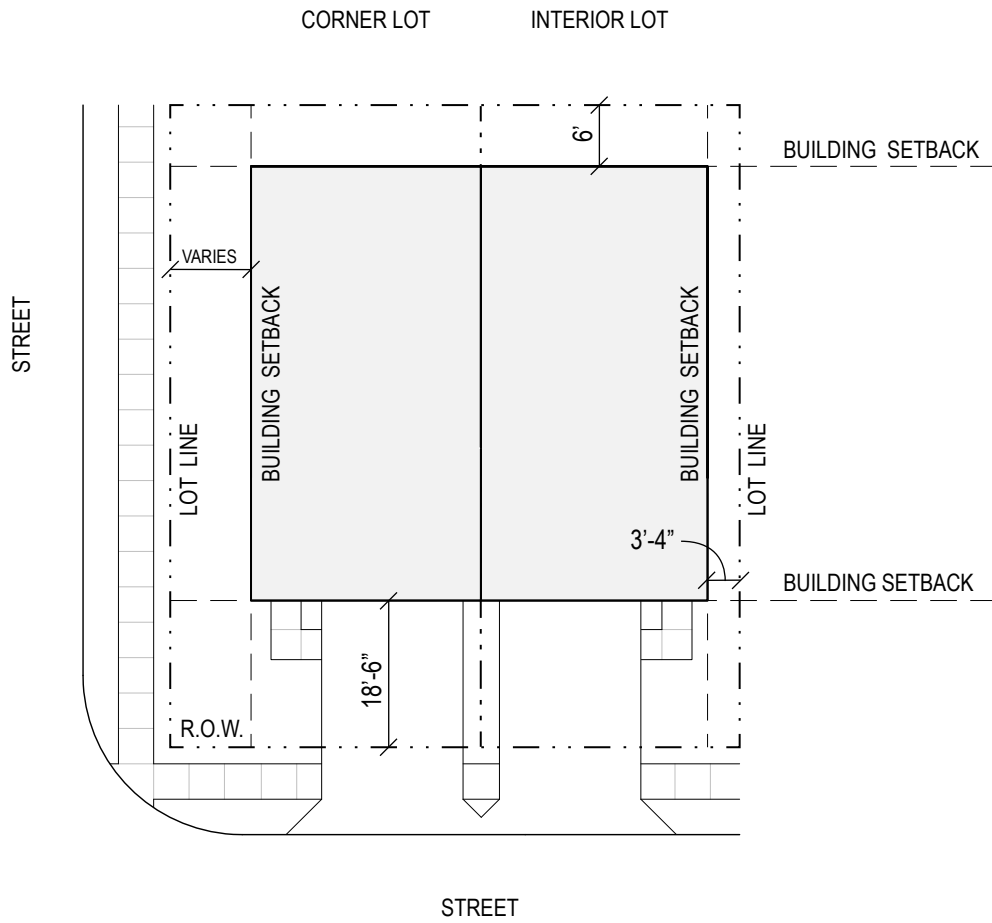 CORNER LOT
INTERIOR LOT
6’
BUILDING SETBACK
VARIES
STREET
BUILDING SETBACK
BUILDING SETBACK
LOT LINE
LOT LINE
3’-4”
BUILDING SETBACK
18’-6”
R.O.W.
STREET